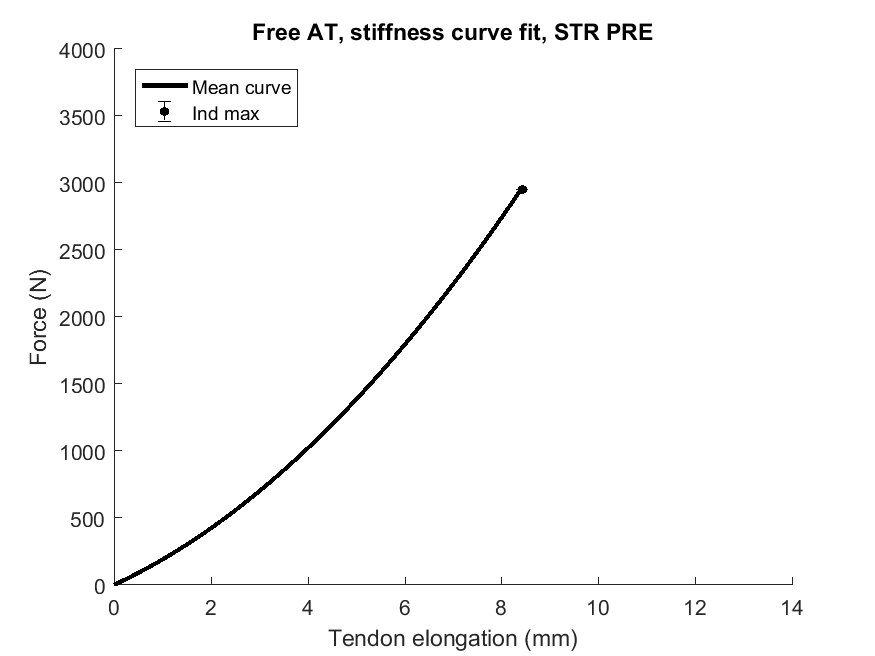 Free AT, stiffness curve fit, STR PRE
4000
Mean curve
Ind max
3500
3000
2500
2000
1500
1000
500
0
Force (N)
0 2 4 6 8 10 12 14
Tendon elongation (mm)